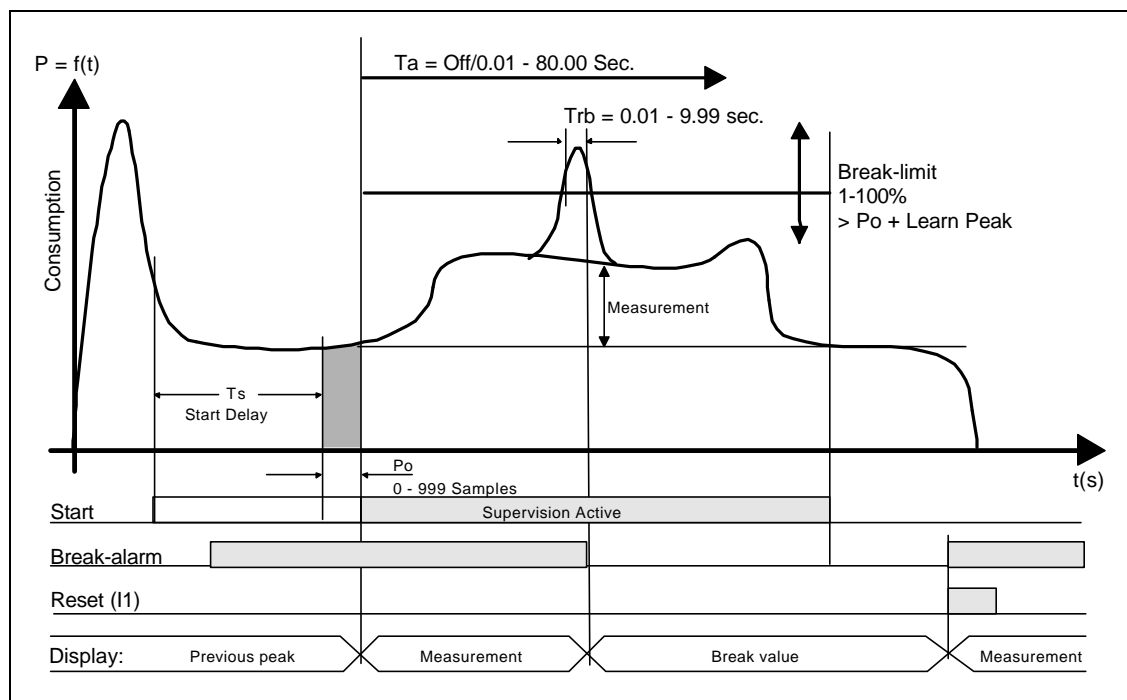 P = f(t)
Ta = Off/0.01 - 80.00 Sec.
Trb = 0.01 - 9.99 sec.
Break-limit
1-100%
> Po + Learn Peak
Consumption
Measurement
Ts
Start Delay
Po
0 - 999 Samples
t(s)
Start
Supervision Active
Break-alarm
Reset (I1)
Display:
Previous peak
Measurement
Break value
Measurement